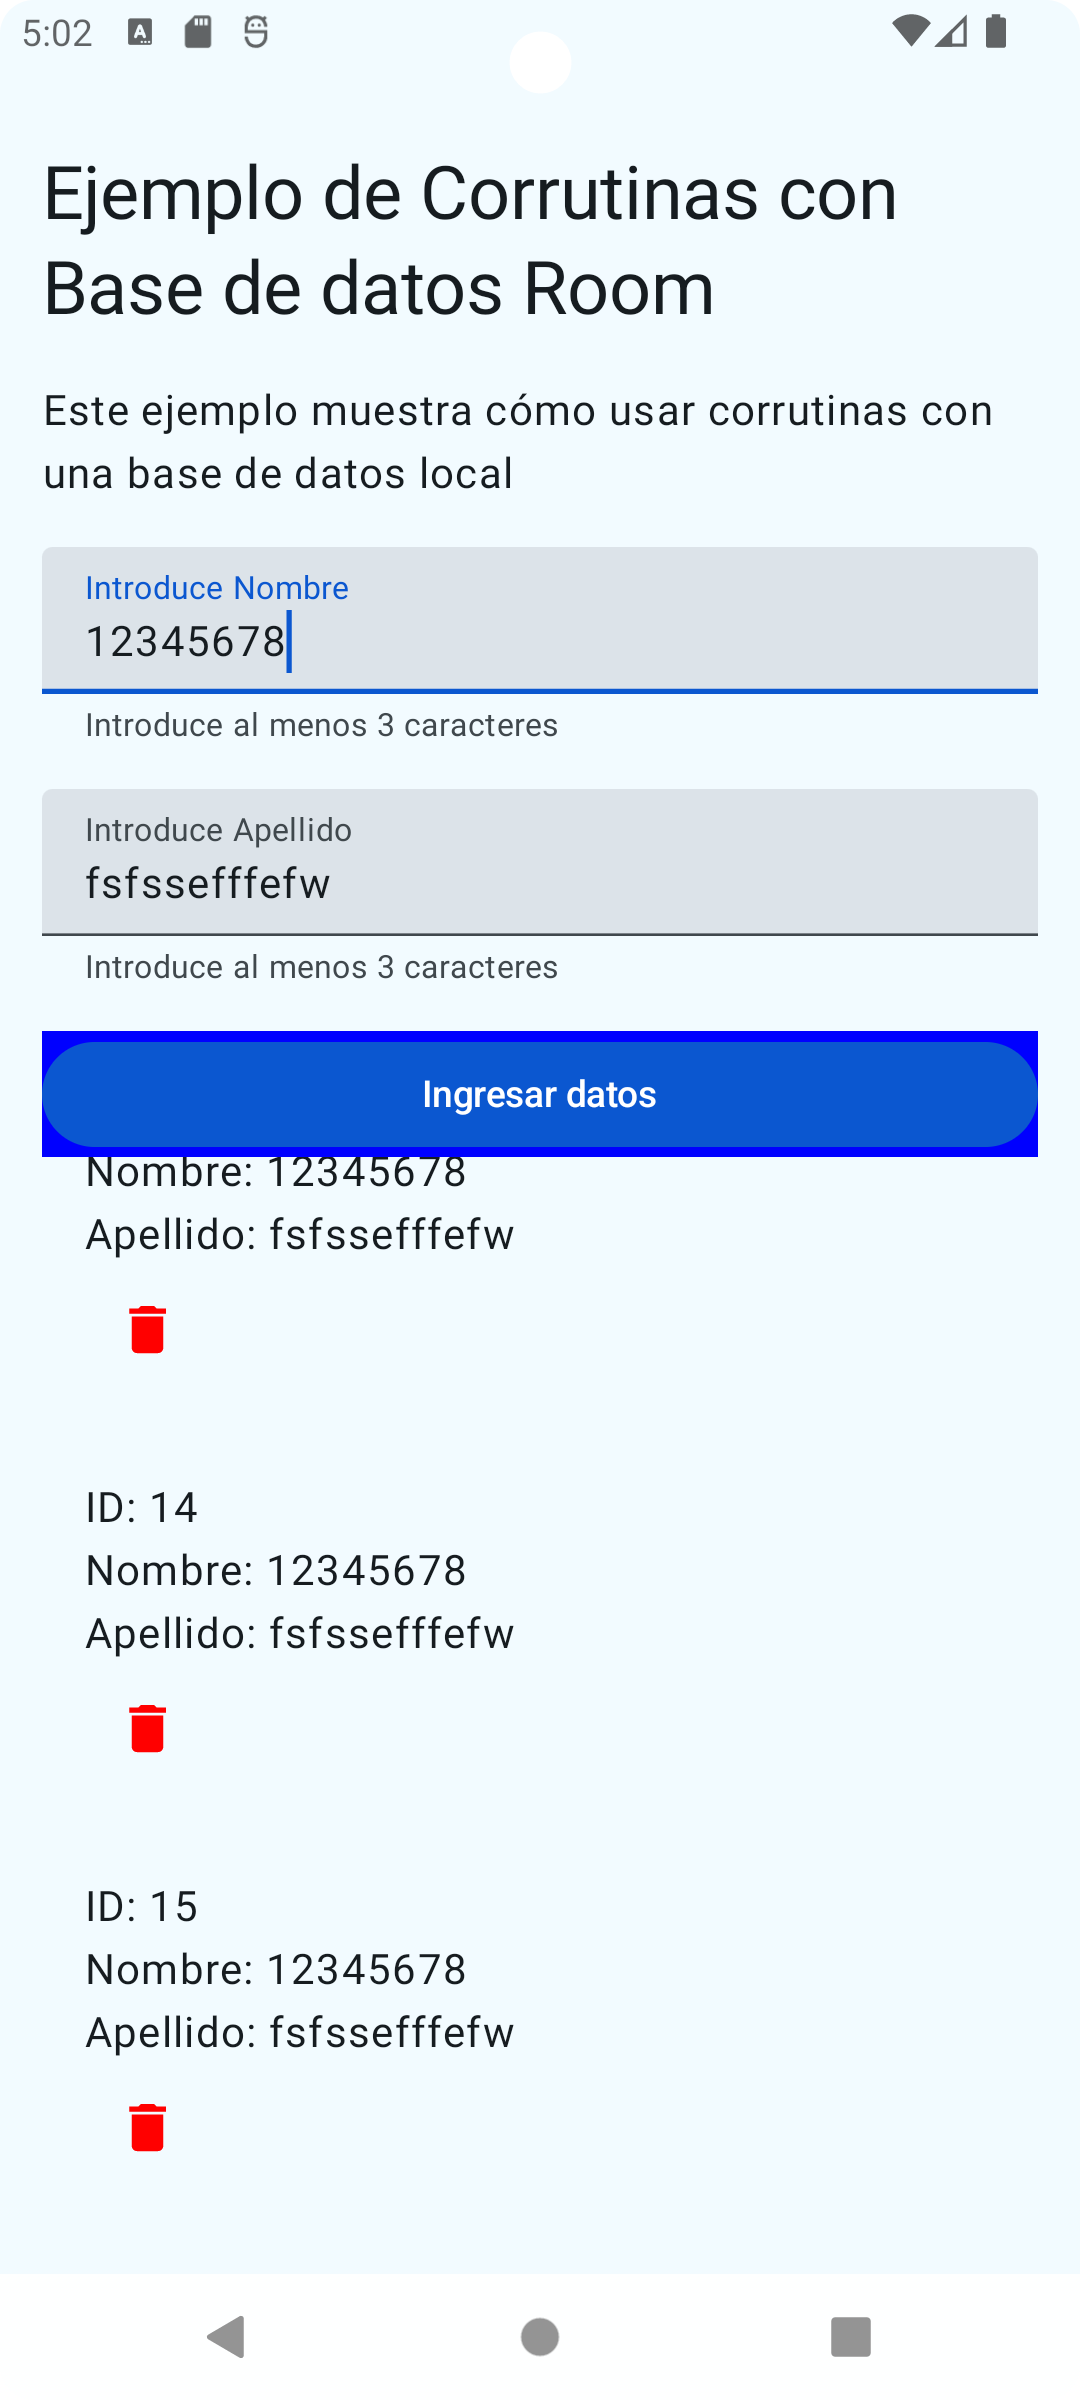 5:02
Ejemplo de Corrutinas con
Base de datos Room
Este ejemplo muestra cómo usar corrutinas con
una base de datos local
Introduce Nombre
12345678
Introduce al menos 3 caracteres
Introduce Apellido
fsfssefffefw
Introduce al menos 3 caracteres
Ingresar datos
Nombre: 12345678
Apellido: fsfssefffefw
ID: 14
Nombre: 12345678
Apellido: fsfssefffefw
ID: 15
Nombre: 12345678
Apellido: fsfssefffefw